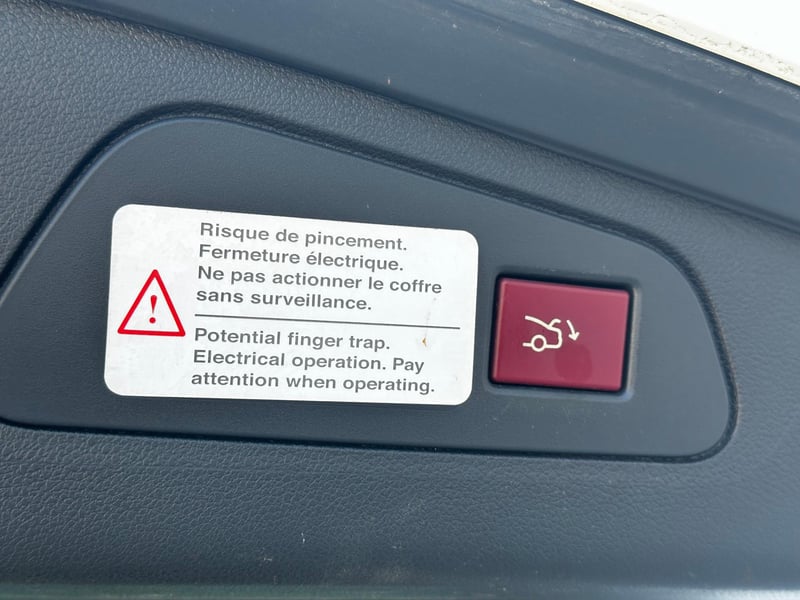 Risque de pincement.
Fermeture électrique.
Ne pas actionner le coffre
sans surveillance.
Potential finger trap.
Electrical operation. Pay
attention when operating.